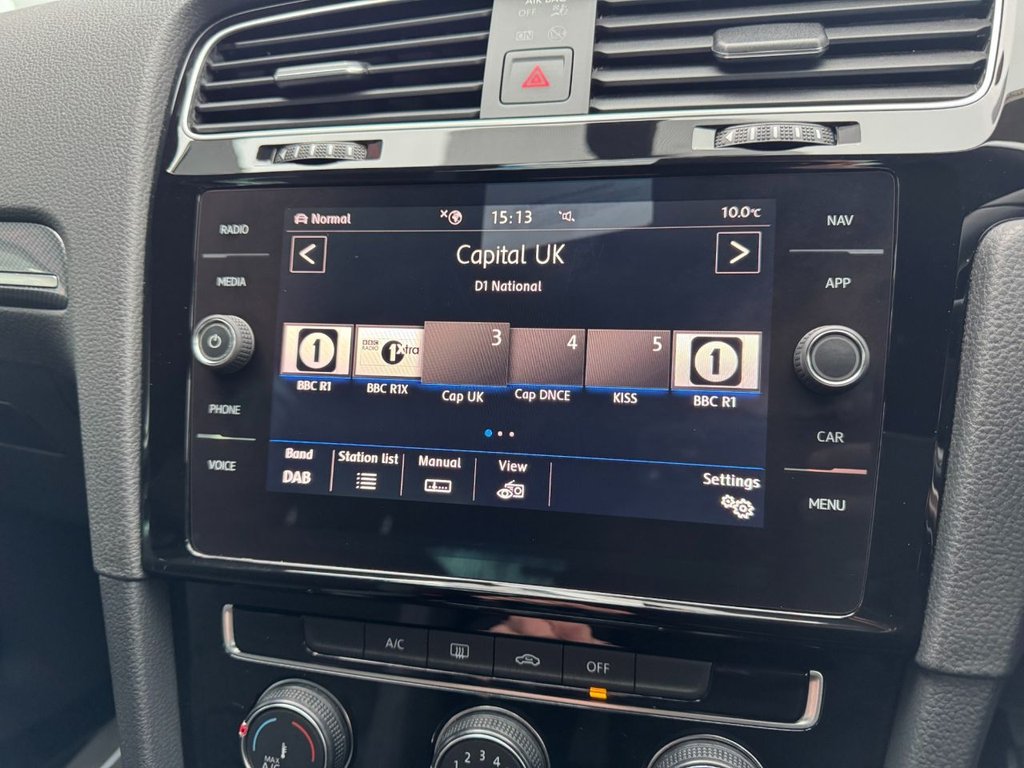 AIR BAG
OFF
ON
RADIO
MEDIA
PHONE
VOICE
Normal
15:13
10.0°C
<
Capital UK
>
D1 National
1
BBC RADIO 1Xtra
3
4
5
1
BBC R1
BBC R1X
Cap UK
Cap DNCE
KISS
BBC R1
Band
DAB
Station list
Manual
View
Settings
NAV
APP
CAR
MENU
A/C
OFF
MAX
A/C
1 2 3 4